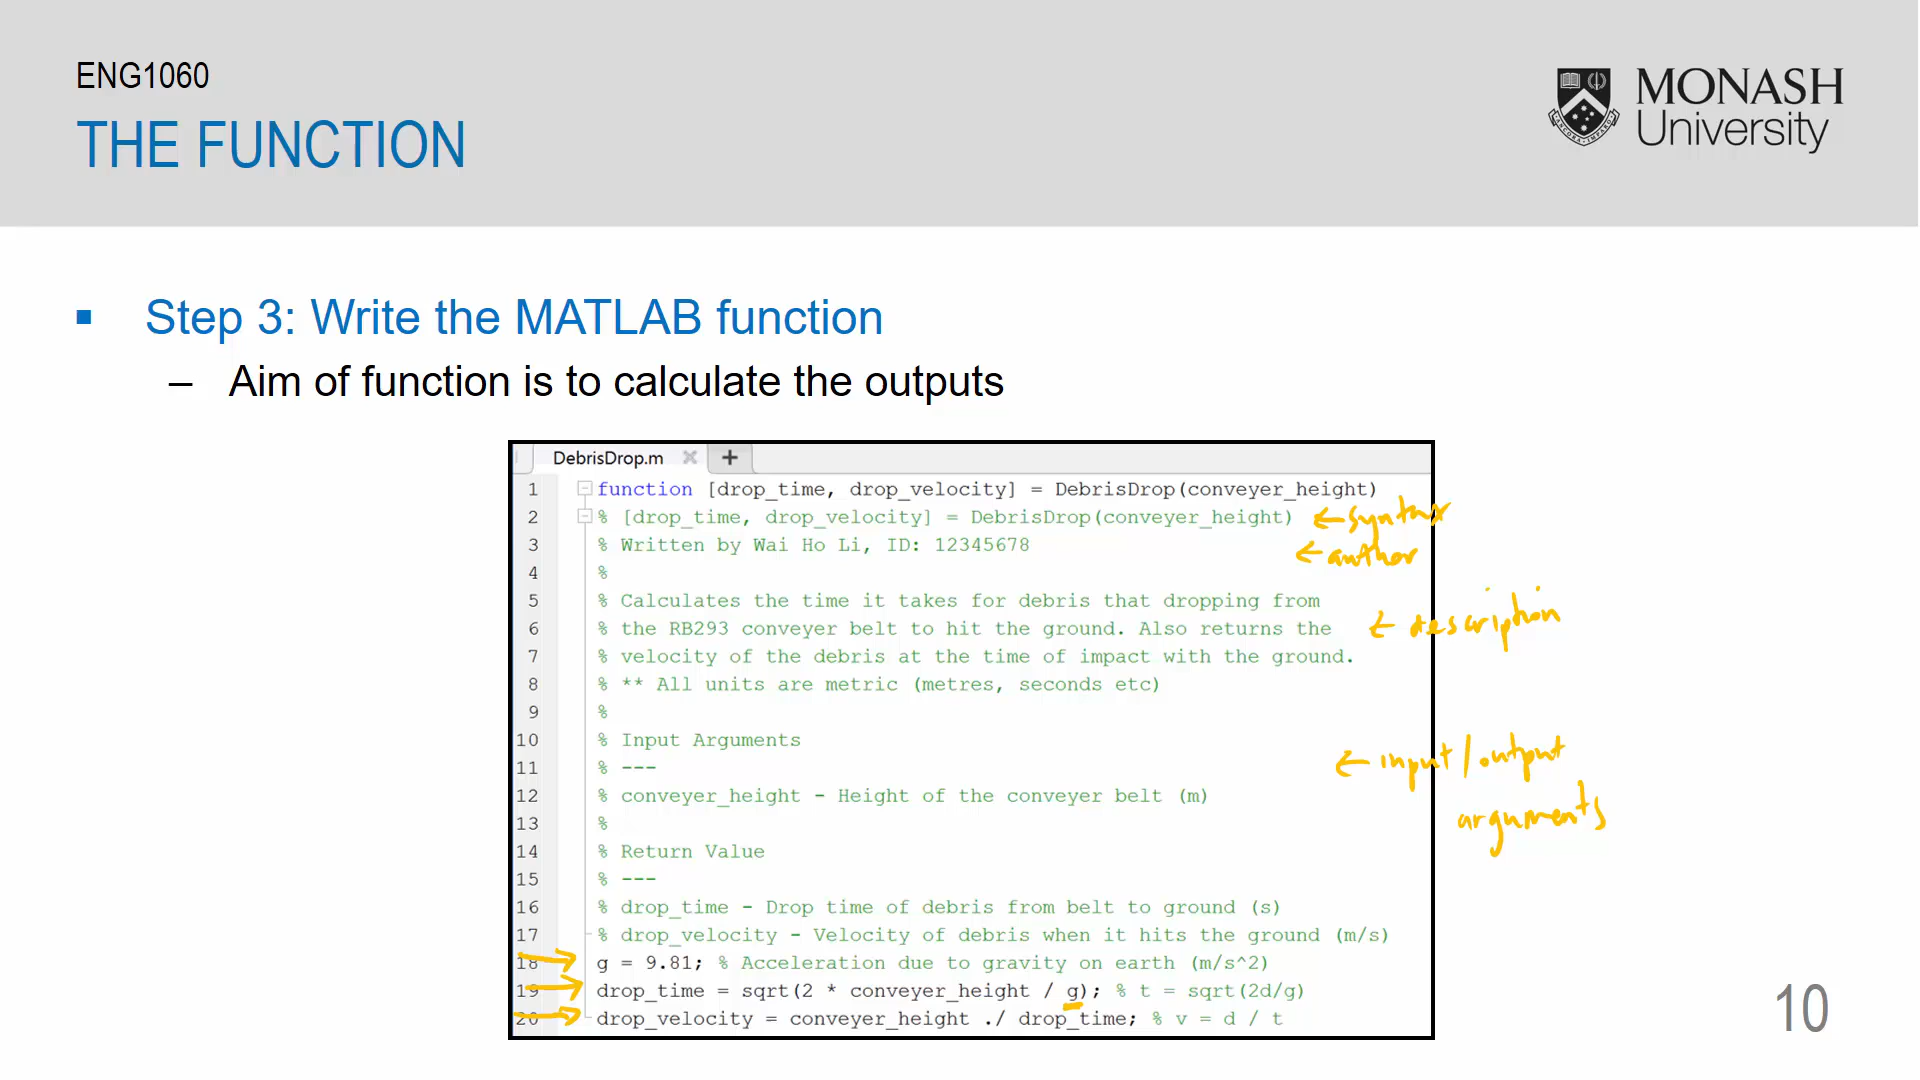 ENG1060
THE FUNCTION
MONASH
University
Step 3: Write the MATLAB function
– Aim of function is to calculate the outputs
DebrisDrop.m
1 function [drop_time, drop_velocity] = DebrisDrop(conveyer_height)
2 % [drop_time, drop_velocity] = DebrisDrop(conveyer_height) ← syntax
3 % Written by Wai Ho Li, ID: 12345678 ← author
4 %
5 % Calculates the time it takes for debris that dropping from
6 % the RB293 conveyer belt to hit the ground. Also returns the ← description
7 % velocity of the debris at the time of impact with the ground.
8 % ** All units are metric (metres, seconds etc)
9 %
10 % Input Arguments
11 % --- ← input/output
12 % conveyer_height - Height of the conveyer belt (m) arguments
13 %
14 % Return Value
15 % ---
16 % drop_time - Drop time of debris from belt to ground (s)
17 % drop_velocity - Velocity of debris when it hits the ground (m/s)
18 g = 9.81; % Acceleration due to gravity on earth (m/s^2)
19 drop_time = sqrt(2 * conveyer_height / g); % t = sqrt(2d/g)
20 drop_velocity = conveyer_height ./ drop_time; % v = d / t
10